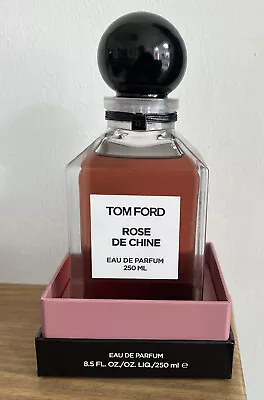 TOM FORD
ROSE
DE CHINE
EAU DE PARFUM
250 ML
EAU DE PARFUM
8.5 FL. OZ./OZ. LIQ./250 ml ℮